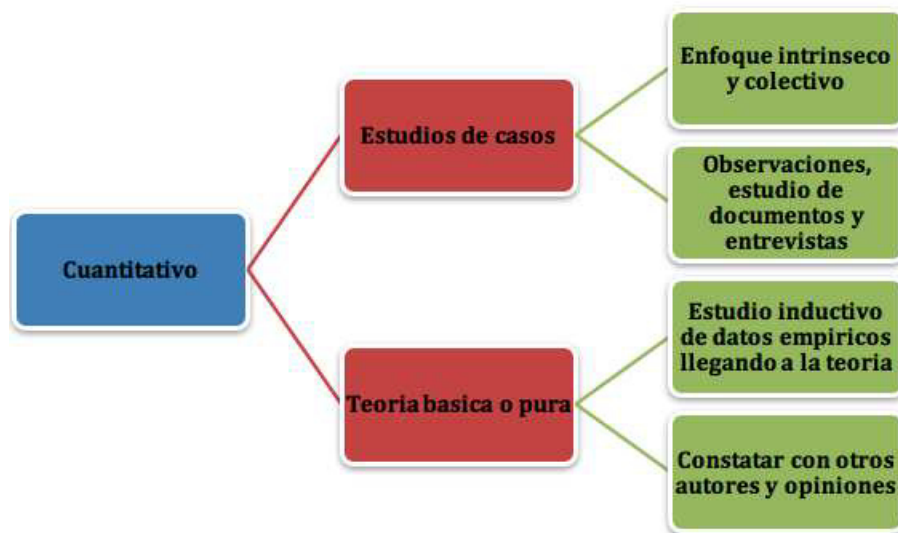 Cuantitativo
Estudios de casos
Enfoque intrinseco
y colectivo
Observaciones,
estudio de
documentos y
entrevistas
Teoria basica o pura
Estudio inductivo
de datos empiricos
llegando a la teoria
Constatar con otros
autores y opiniones